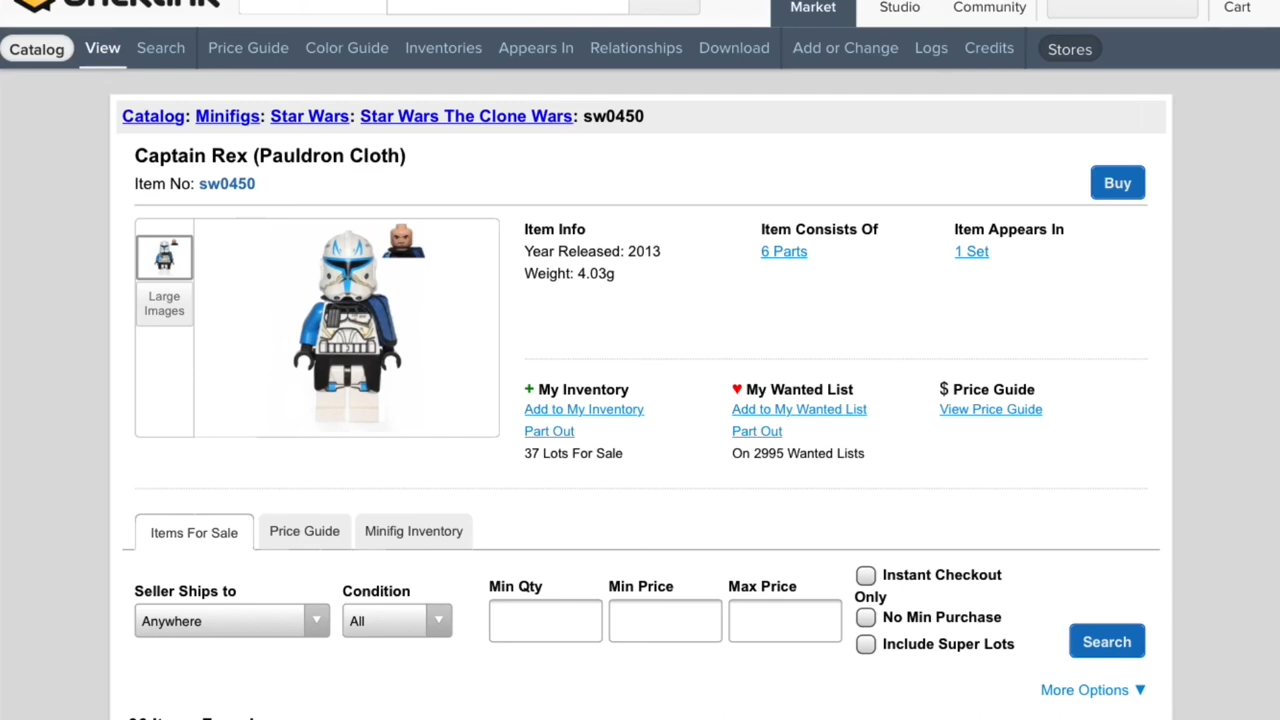 Market Studio Community Cart
Catalog View Search Price Guide Color Guide Inventories Appears In Relationships Download Add or Change Logs Credits Stores
Catalog: Minifigs: Star Wars: Star Wars The Clone Wars: sw0450
Captain Rex (Pauldron Cloth)
Item No: sw0450
Buy
Large
Images
Item Info
Year Released: 2013
Weight: 4.03g
Item Consists Of
6 Parts
Item Appears In
1 Set
+ My Inventory
Add to My Inventory
Part Out
37 Lots For Sale
♥ My Wanted List
Add to My Wanted List
Part Out
On 2995 Wanted Lists
$ Price Guide
View Price Guide
Items For Sale Price Guide Minifig Inventory
Seller Ships to
Anywhere
Condition
All
Min Qty
Min Price
Max Price
Instant Checkout
Only
No Min Purchase
Include Super Lots
Search
More Options ▼